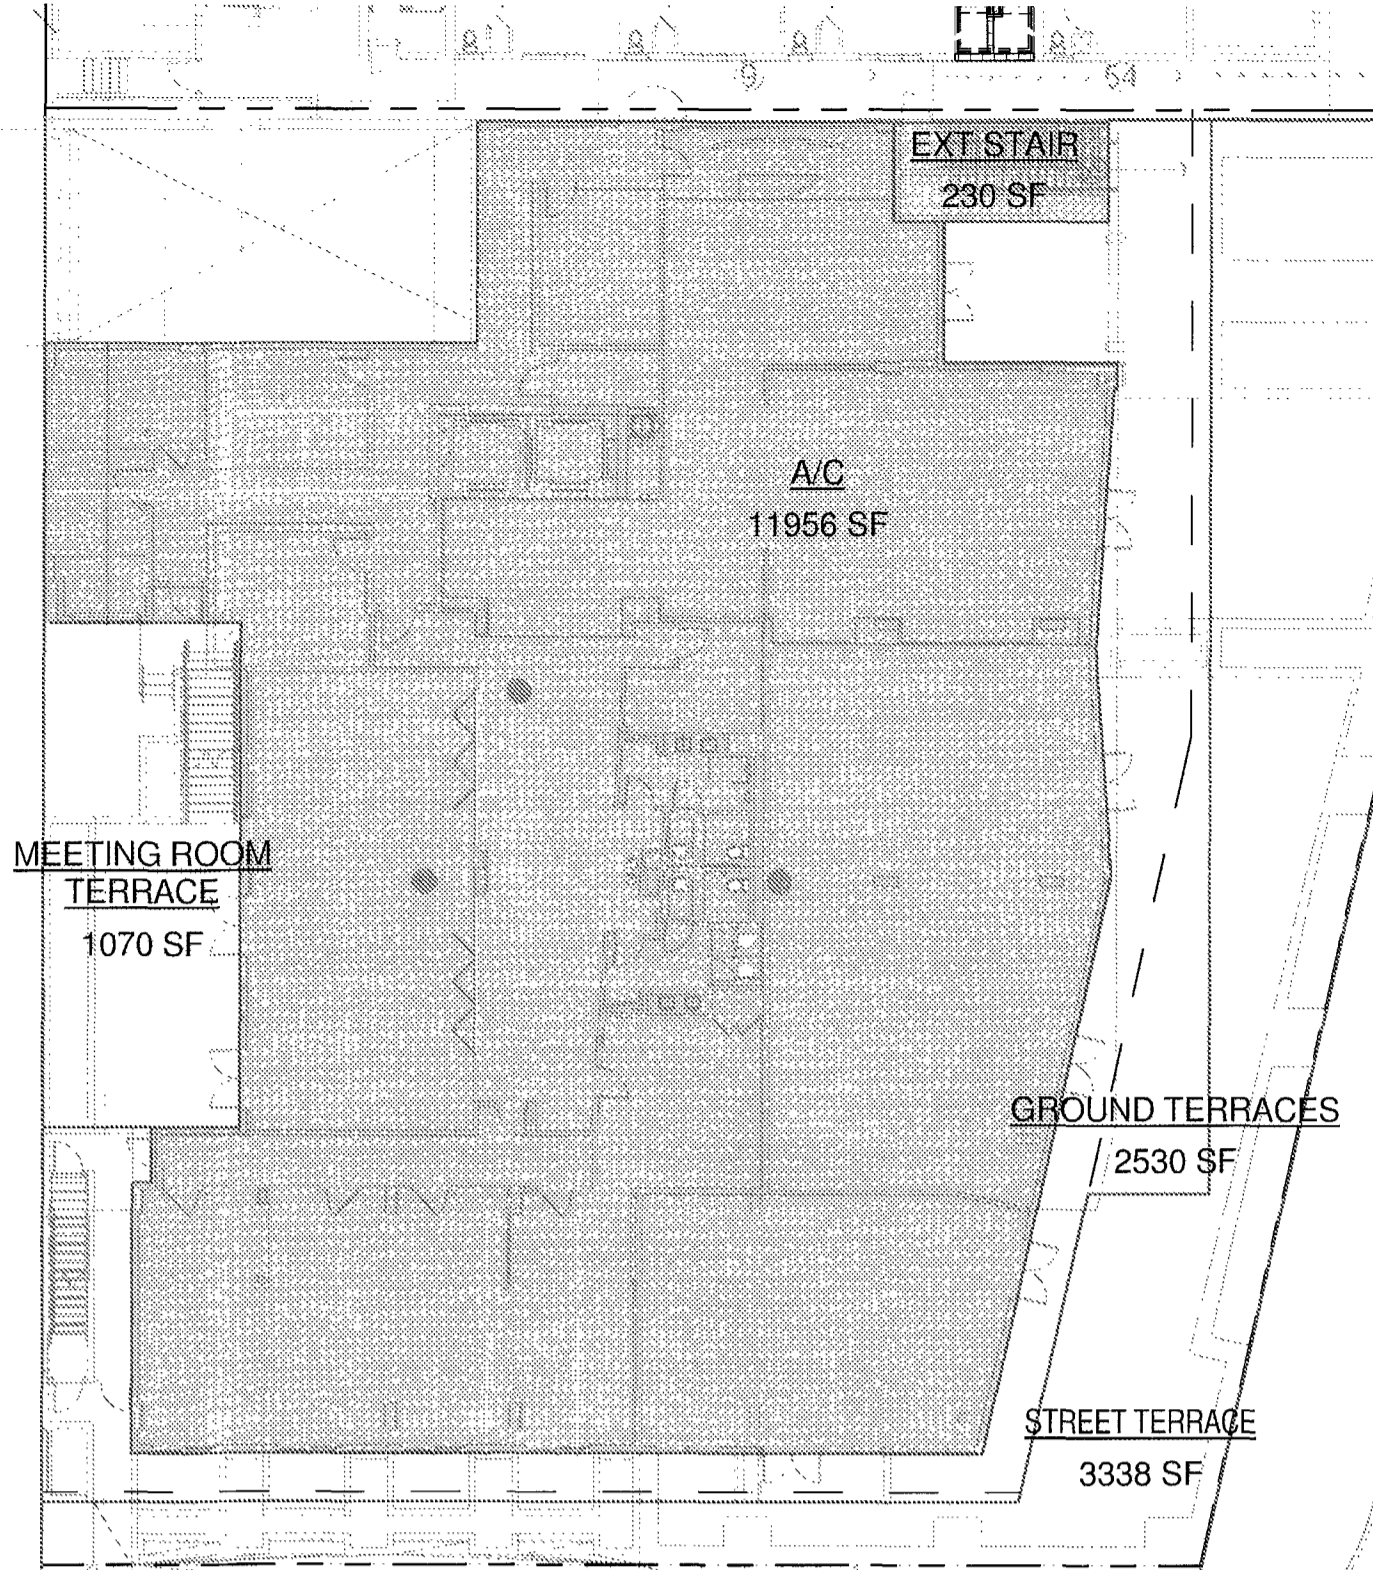 9
54
EXT STAIR
230 SF
A/C
11956 SF
MEETING ROOM
TERRACE
1070 SF
GROUND TERRACES
2530 SF
STREET TERRACE
3338 SF